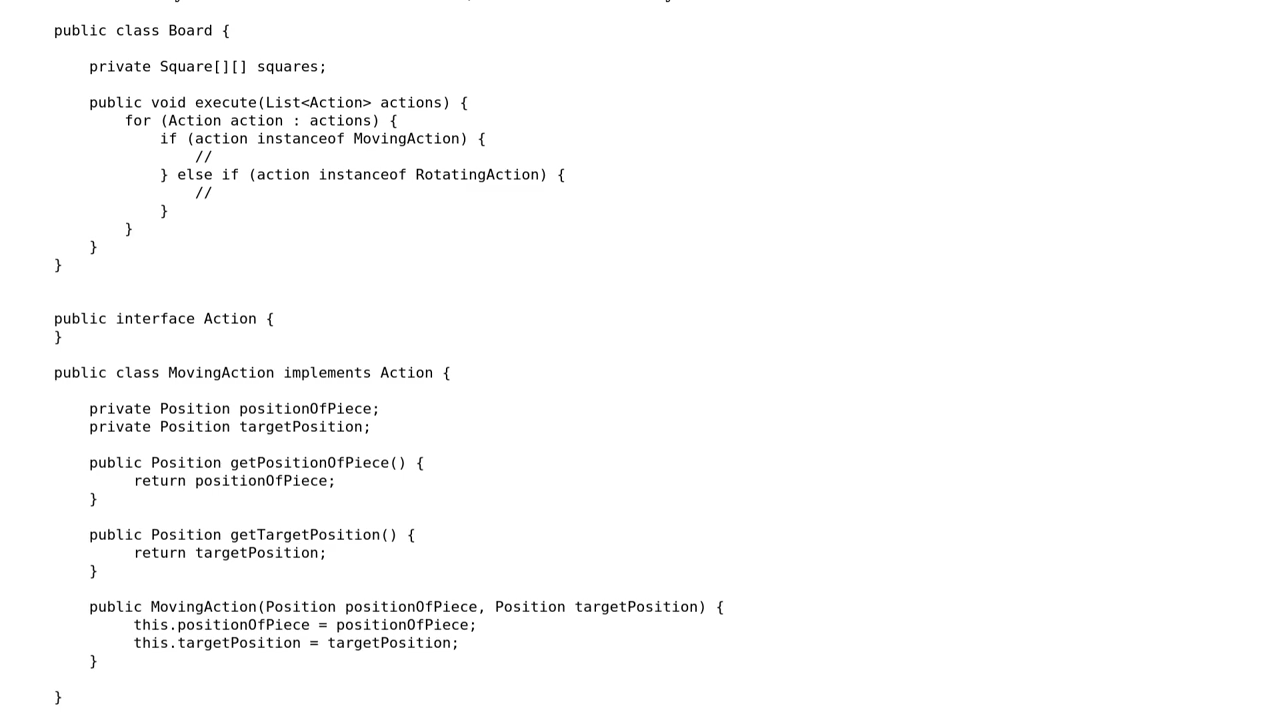 public class Board {
private Square[][] squares;
public void execute(List<Action> actions) {
for (Action action : actions) {
if (action instanceof MovingAction) {
//
} else if (action instanceof RotatingAction) {
//
}
}
}
}
public interface Action {
}
public class MovingAction implements Action {
private Position positionOfPiece;
private Position targetPosition;
public Position getPositionOfPiece() {
return positionOfPiece;
}
public Position getTargetPosition() {
return targetPosition;
}
public MovingAction(Position positionOfPiece, Position targetPosition) {
this.positionOfPiece = positionOfPiece;
this.targetPosition = targetPosition;
}
}